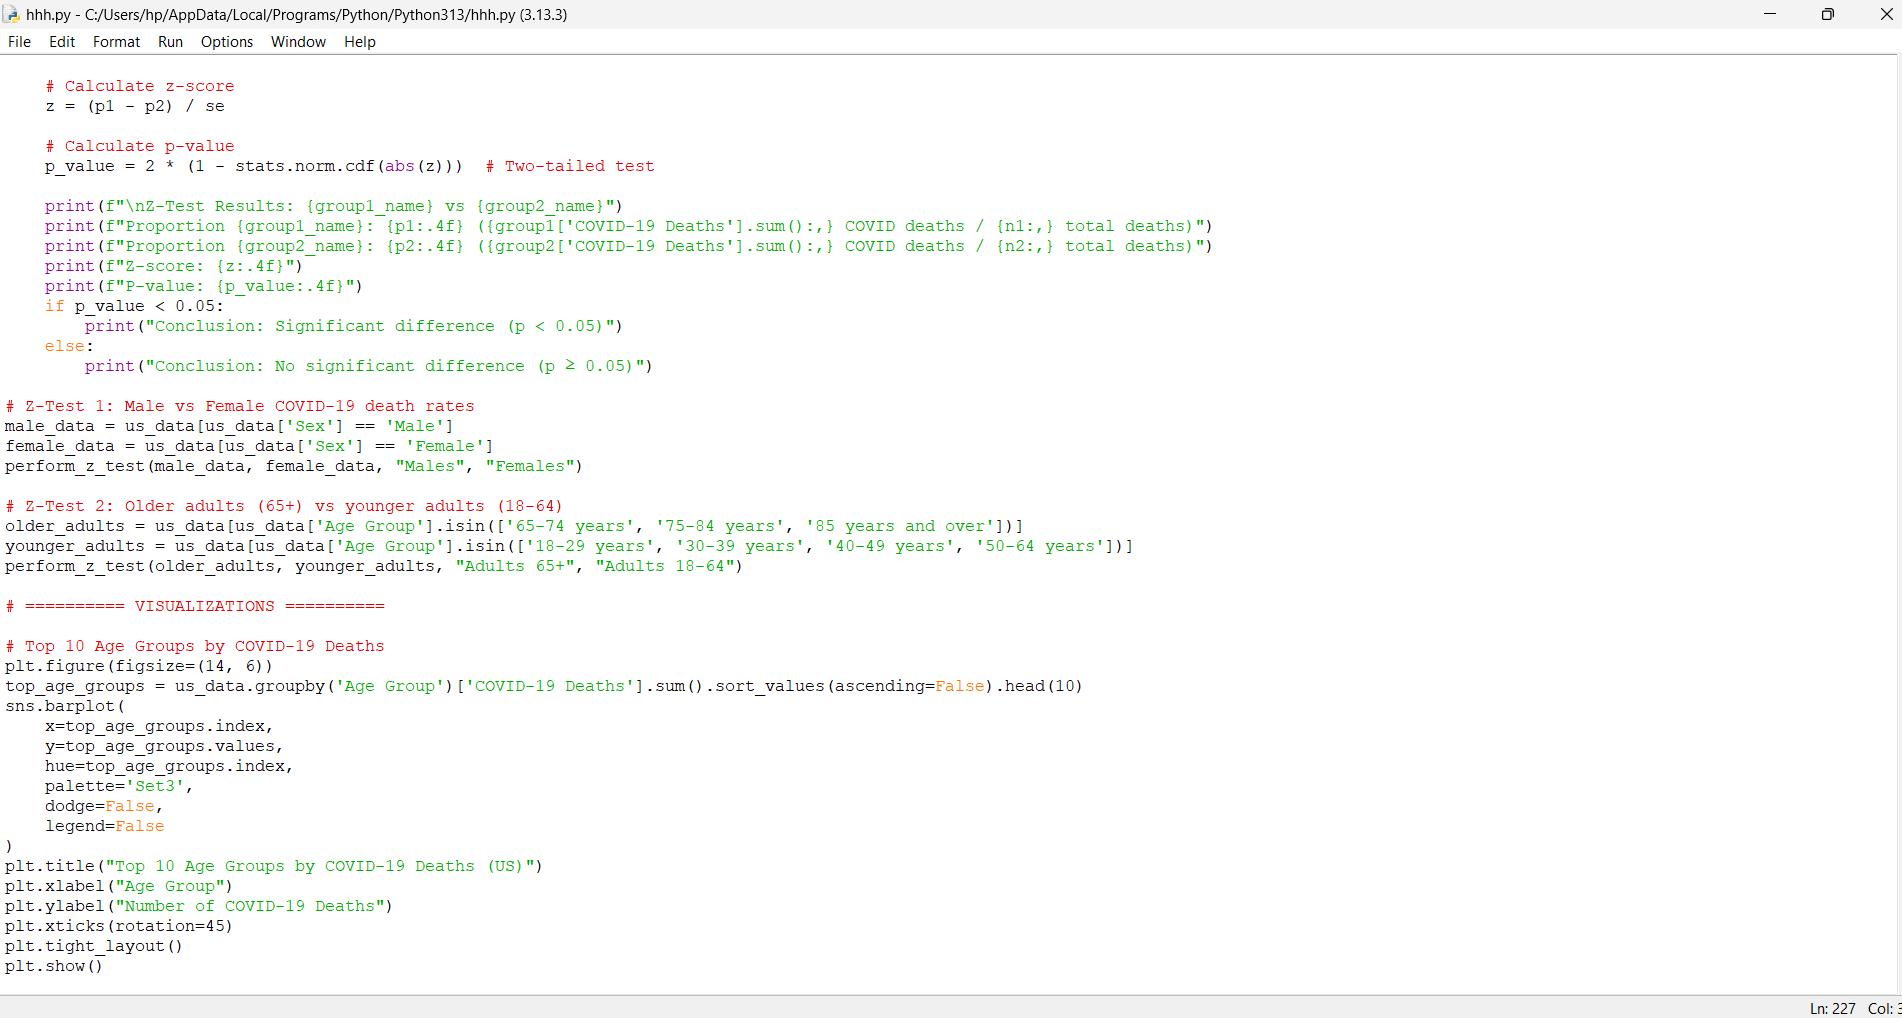 hhh.py - C:/Users/hp/AppData/Local/Programs/Python/Python313/hhh.py (3.13.3)
File Edit Format Run Options Window Help
# Calculate z-score
z = (p1 - p2) / se
# Calculate p-value
p_value = 2 * (1 - stats.norm.cdf(abs(z)))  # Two-tailed test
print(f"\nZ-Test Results: {group1_name} vs {group2_name}")
print(f"Proportion {group1_name}: {p1:.4f} ({group1['COVID-19 Deaths'].sum():,} COVID deaths / {n1:,} total deaths)")
print(f"Proportion {group2_name}: {p2:.4f} ({group2['COVID-19 Deaths'].sum():,} COVID deaths / {n2:,} total deaths)")
print(f"Z-score: {z:.4f}")
print(f"P-value: {p_value:.4f}")
if p_value < 0.05:
print("Conclusion: Significant difference (p < 0.05)")
else:
print("Conclusion: No significant difference (p ≥ 0.05)")
# Z-Test 1: Male vs Female COVID-19 death rates
male_data = us_data[us_data['Sex'] == 'Male']
female_data = us_data[us_data['Sex'] == 'Female']
perform_z_test(male_data, female_data, "Males", "Females")
# Z-Test 2: Older adults (65+) vs younger adults (18-64)
older_adults = us_data[us_data['Age Group'].isin(['65-74 years', '75-84 years', '85 years and over'])]
younger_adults = us_data[us_data['Age Group'].isin(['18-29 years', '30-39 years', '40-49 years', '50-64 years'])]
perform_z_test(older_adults, younger_adults, "Adults 65+", "Adults 18-64")
# ========== VISUALIZATIONS ==========
# Top 10 Age Groups by COVID-19 Deaths
plt.figure(figsize=(14, 6))
top_age_groups = us_data.groupby('Age Group')['COVID-19 Deaths'].sum().sort_values(ascending=False).head(10)
sns.barplot(
x=top_age_groups.index,
y=top_age_groups.values,
hue=top_age_groups.index,
palette='Set3',
dodge=False,
legend=False
)
plt.title("Top 10 Age Groups by COVID-19 Deaths (US)")
plt.xlabel("Age Group")
plt.ylabel("Number of COVID-19 Deaths")
plt.xticks(rotation=45)
plt.tight_layout()
plt.show()
Ln: 227 Col: